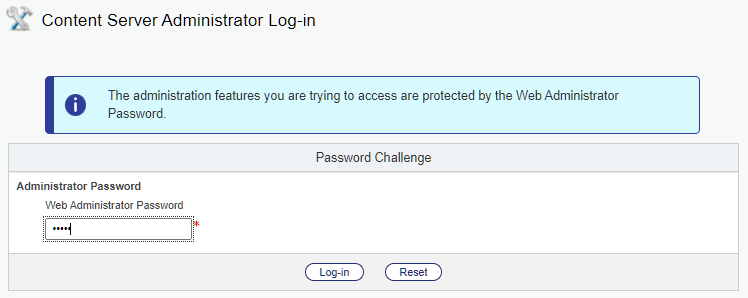 Content Server Administrator Log-in
The administration features you are trying to access are protected by the Web Administrator
Password.
Password Challenge
Administrator Password
Web Administrator Password
•••••
*
Log-in
Reset